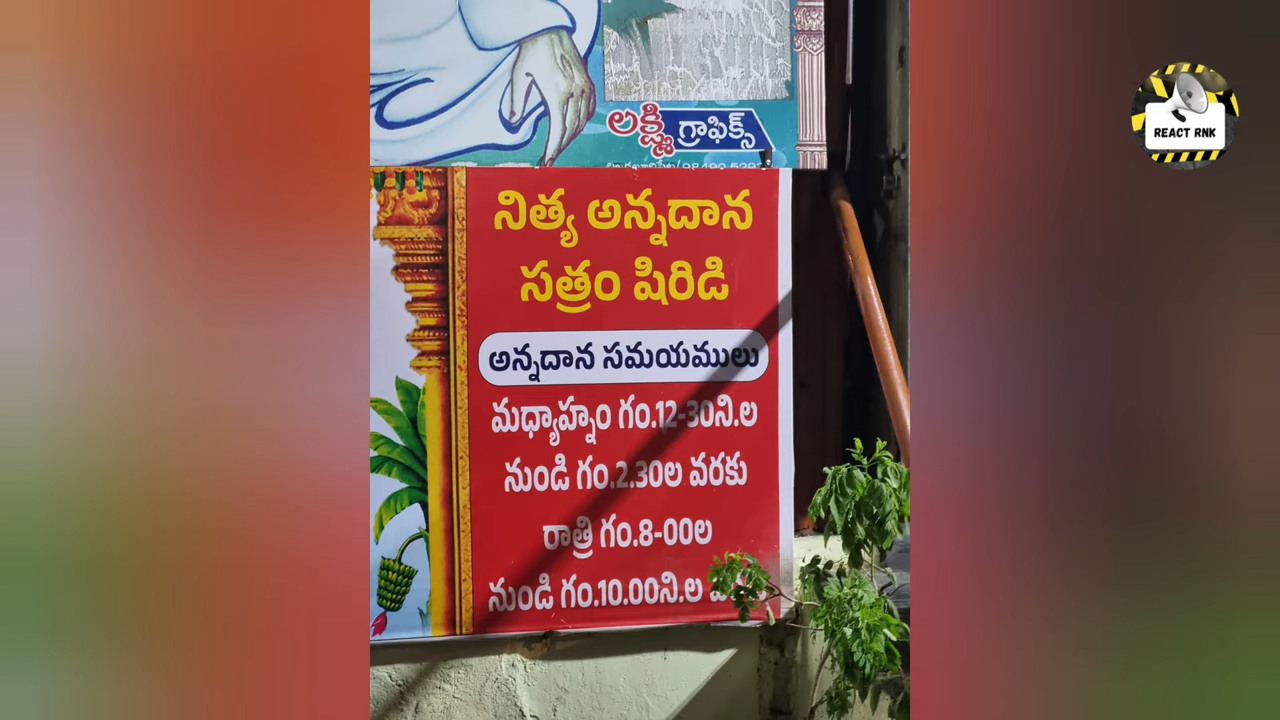 లక్ష్మి గ్రాఫిక్స్
REACT RNK
నిత్య అన్నదాన
సత్రం షిరిడి
అన్నదాన సమయములు
మధ్యాహ్నం గం.12-30ని.ల
నుండి గం.2.30ల వరకు
రాత్రి గం.8-00ల
నుండి గం.10.00ని.ల